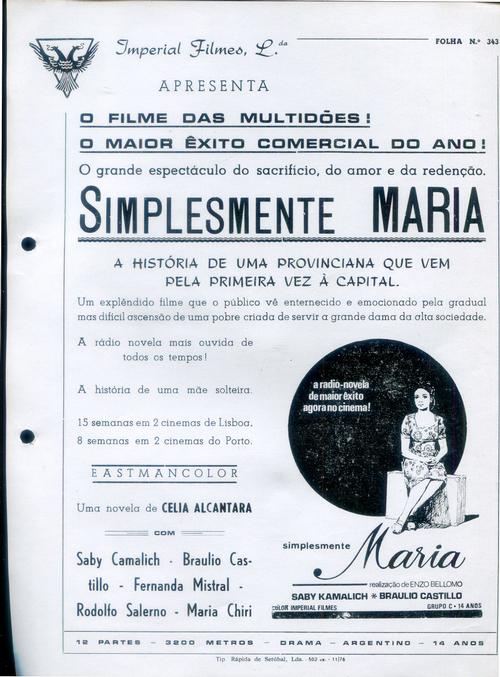 Imperial Filmes, L.da
FOLHA N.º 343
APRESENTA
O FILME DAS MULTIDÕES!
O MAIOR ÊXITO COMERCIAL DO ANO!
O grande espectáculo do sacrifício, do amor e da redenção.
SIMPLESMENTE MARIA
A HISTÓRIA DE UMA PROVINCIANA QUE VEM
PELA PRIMEIRA VEZ À CAPITAL.
Um explêndido filme que o público vê enternecido e emocionado pela gradual
mas difícil ascensão de uma pobre criada de servir a grande dama da alta sociedade.
A rádio novela mais ouvida de
todos os tempos!
A história de uma mãe solteira.
15 semanas em 2 cinemas de Lisboa.
8 semanas em 2 cinemas do Porto.
EASTMANCOLOR
Uma novela de CELIA ALCANTARA
COM
Saby Camalich - Braulio Cas-
tillo - Fernanda Mistral -
Rodolfo Salerno - Maria Chiri
a radio-novela
de maior êxito
agora no cinema!
simplesmente
Maria
realização de ENZO BELLOMO
SABY KAMALICH * BRAULIO CASTILLO
COLOR IMPERIAL FILMES GRUPO C - 14 ANOS
12 PARTES - 3200 METROS - DRAMA - ARGENTINO - 14 ANOS
Tip. Rápida de Setúbal, Lda. - 502 ex. - 11/76